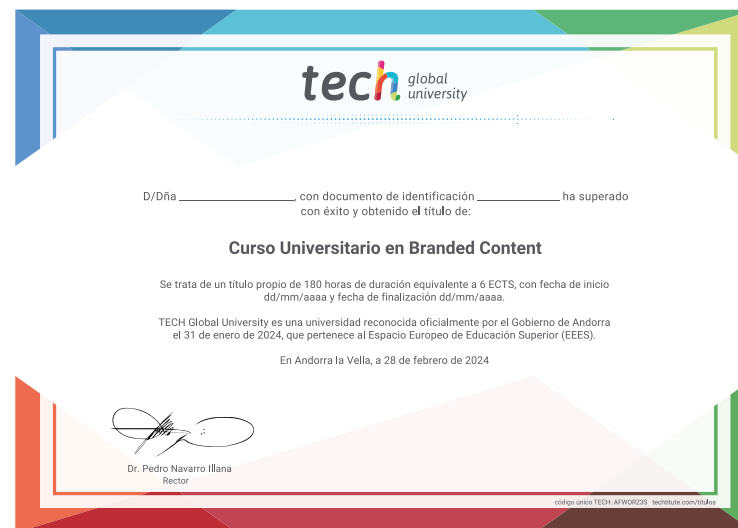 tech global university
D/Dña ______________, con documento de identificación ______________ ha superado
con éxito y obtenido el título de:
Curso Universitario en Branded Content
Se trata de un título propio de 180 horas de duración equivalente a 6 ECTS, con fecha de inicio
dd/mm/aaaa y fecha de finalización dd/mm/aaaa.
TECH Global University es una universidad reconocida oficialmente por el Gobierno de Andorra
el 31 de enero de 2024, que pertenece al Espacio Europeo de Educación Superior (EEES).
En Andorra la Vella, a 28 de febrero de 2024
Dr. Pedro Navarro Illana
Rector
código único TECH: AFWOR23S techtitute.com/titulos